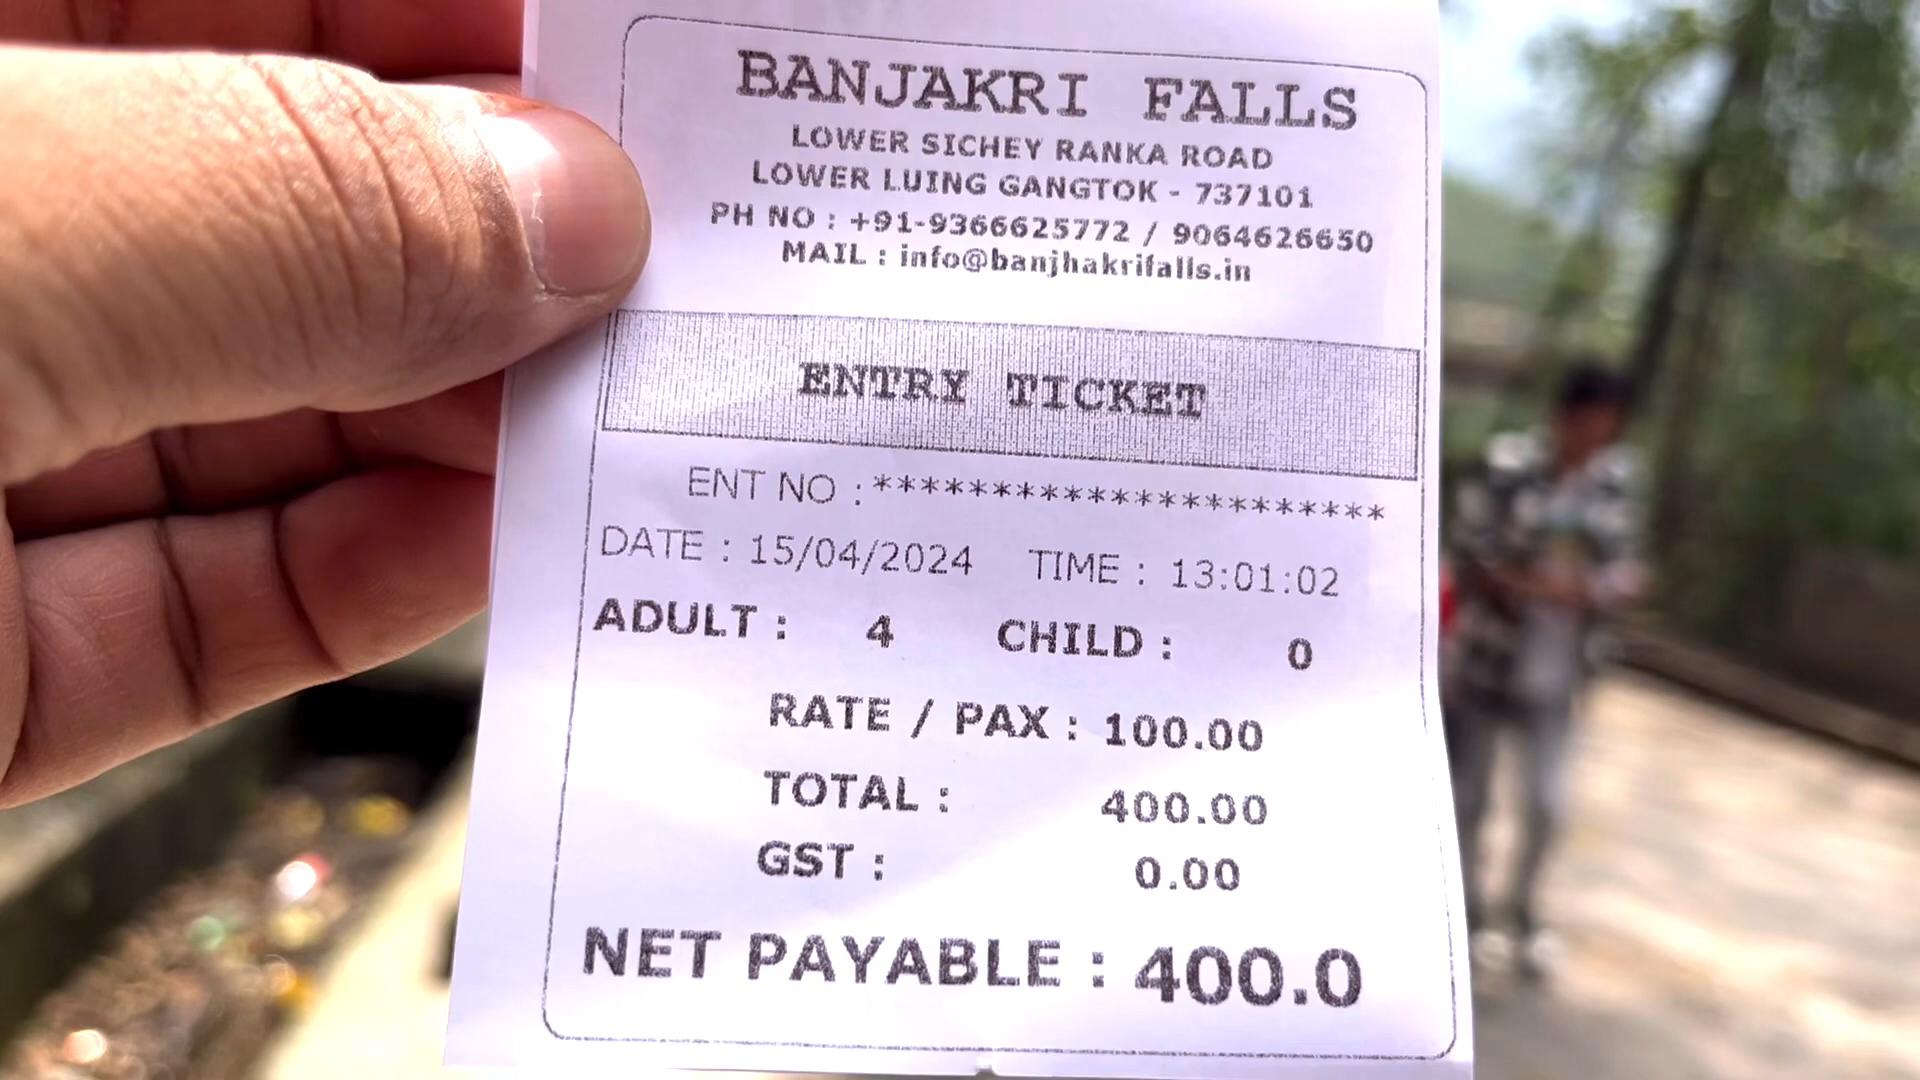 BANJAKRI FALLS
LOWER SICHEY RANKA ROAD
LOWER LUING GANGTOK - 737101
PH NO : +91-9366625772 / 9064626650
MAIL : info@banjhakrifalls.in
ENTRY TICKET
ENT NO :**********************
DATE : 15/04/2024 TIME : 13:01:02
ADULT : 4 CHILD : 0
RATE / PAX : 100.00
TOTAL : 400.00
GST : 0.00
NET PAYABLE : 400.0